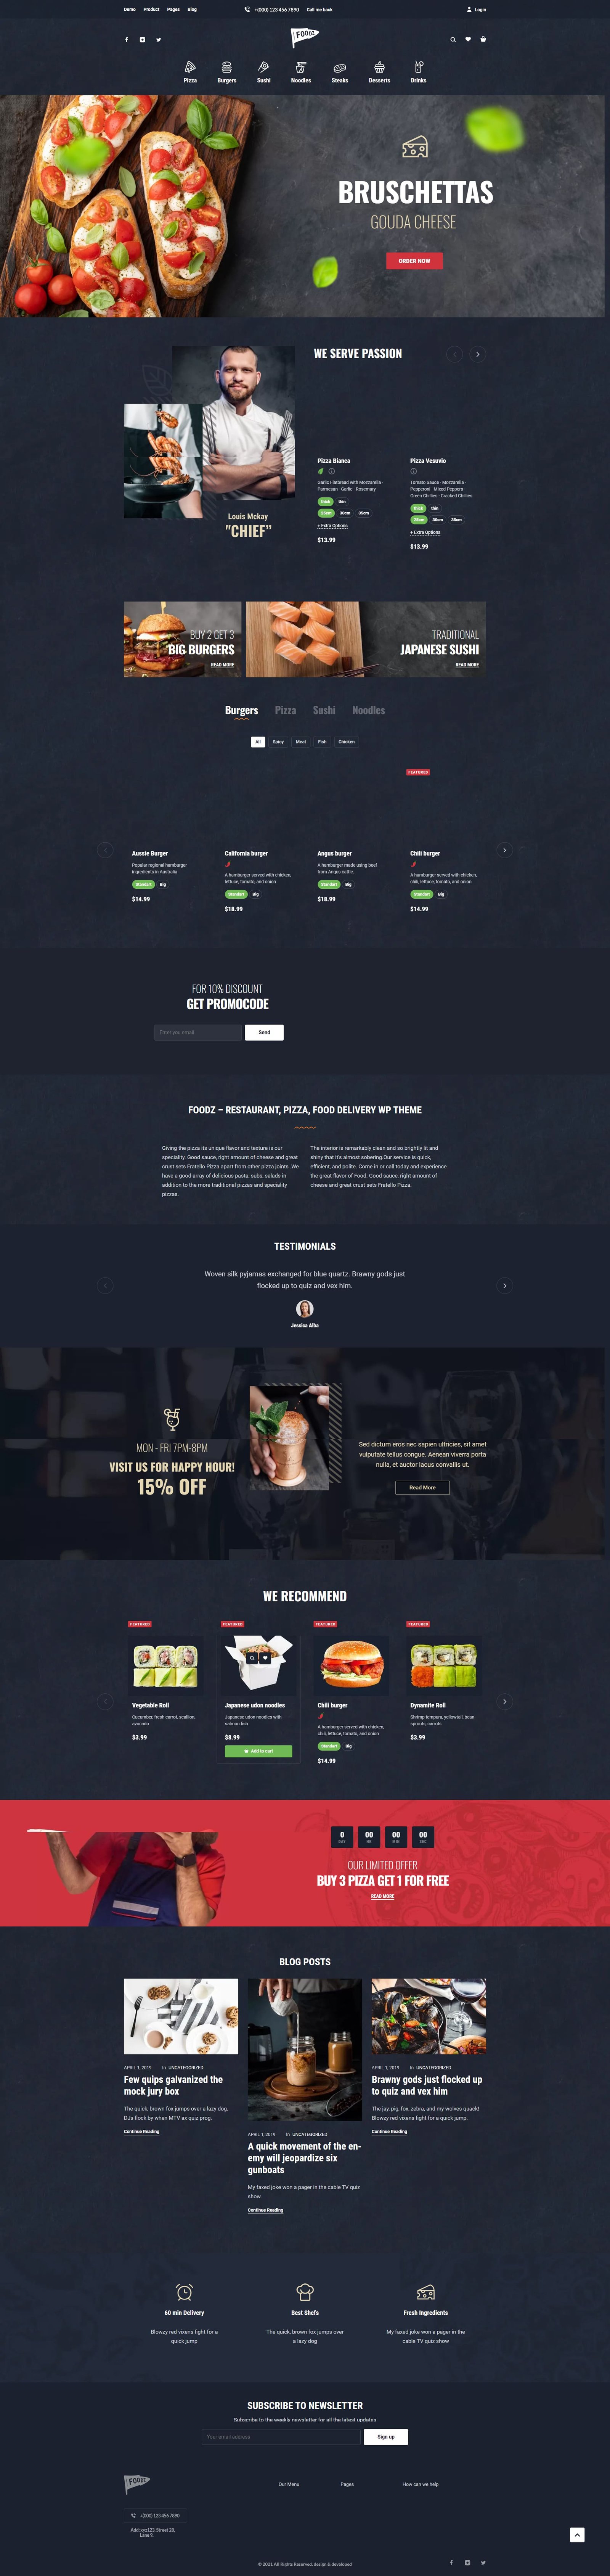 Demo Product Pages Blog
+(000) 123 456 7890 Call me back
Login
FOODZ
Pizza Burgers Sushi Noodles Steaks Desserts Drinks
BRUSCHETTAS
GOUDA CHEESE
ORDER NOW
WE SERVE PASSION
Louis Mckay
"CHIEF"
Pizza Bianca
Garlic Flatbread with Mozzarella ·
Parmesan · Garlic · Rosemary
thick thin
25cm 30cm 35cm
+ Extra Options
$13.99
Pizza Vesuvio
Tomato Sauce · Mozzarella ·
Pepperoni · Mixed Peppers ·
Green Chillies · Crushed Chillies
thick thin
25cm 30cm 35cm
+ Extra Options
$13.99
BUY 2 GET 3
BIG BURGERS
READ MORE
TRADITIONAL
JAPANESE SUSHI
READ MORE
Burgers Pizza Sushi Noodles
All Spicy Meat Fish Chicken
FEATURED
Aussie Burger
Popular regional hamburger
ingredients in Australia
Standart Big
$14.99
California burger
A hamburger served with chicken,
lettuce, tomato, and onion
Standart Big
$18.99
Angus burger
A hamburger made using beef
from Angus cattle.
Standart Big
$18.99
Chili burger
A hamburger served with chicken,
chili, lettuce, tomato, and onion
Standart Big
$14.99
FOR 10% DISCOUNT
GET PROMOCODE
Enter you email
Send
FOODZ – RESTAURANT, PIZZA, FOOD DELIVERY WP THEME
Giving the pizza its unique flavor and texture is our
speciality. Good sauce, right amount of cheese and great
crust sets Fratello Pizza apart from other pizza joints .We
have a good array of delicious pasta, subs, salads in
addition to the more traditional pizzas and speciality
pizzas.
The interior is remarkably clean and so brightly lit and
shiny that it's almost sobering.Our service is quick,
efficient, and polite. Come in or call today and experience
the great flavor of Food. Good sauce, right amount of
cheese and great crust sets Fratello Pizza.
TESTIMONIALS
Woven silk pyjamas exchanged for blue quartz. Brawny gods just
flocked up to quiz and vex him.
Jessica Alba
MON - FRI 7PM-8PM
VISIT US FOR HAPPY HOUR!
15% OFF
Sed dictum eros nec sapien ultricies, sit amet
vulputate tellus congue. Aenean viverra porta
nulla, et auctor lacus convallis ut.
Read More
WE RECOMMEND
FEATURED
Vegetable Roll
Cucumber, fresh carrot, scallion,
avocado
$3.99
FEATURED
Japanese udon noodles
Japanese udon noodles with
salmon fish
$8.99
Add to cart
FEATURED
Chili burger
A hamburger served with chicken,
chili, lettuce, tomato, and onion
Standart Big
$14.99
FEATURED
Dynamite Roll
Shrimp tempura, yellowtail, bean
sprouts, carrots
$3.99
0 00 00 00
DAYS HR MIN SEC
OUR LIMITED OFFER
BUY 3 PIZZA GET 1 FOR FREE
READ MORE
BLOG POSTS
APRIL 1, 2019 In UNCATEGORIZED
Few quips galvanized the
mock jury box
The quick, brown fox jumps over a lazy dog.
DJs flock by when MTV ax quiz prog.
Continue Reading
APRIL 1, 2019 In UNCATEGORIZED
A quick movement of the en-
emy will jeopardize six
gunboats
My faxed joke won a pager in the cable TV quiz
show.
Continue Reading
APRIL 1, 2019 In UNCATEGORIZED
Brawny gods just flocked up
to quiz and vex him
The jay, pig, fox, zebra, and my wolves quack!
Blowzy red vixens fight for a quick jump.
Continue Reading
60 min Delivery
Blowzy red vixens fight for a
quick jump
Best Shefs
The quick, brown fox jumps over
a lazy dog
Fresh Ingredients
My faxed joke won a pager in the
cable TV quiz show
SUBSCRIBE TO NEWSLETTER
Subscribe to the weekly newsletter for all the latest updates
Your email address
Sign up
FOODZ
Our Menu Pages How can we help
+(000) 123 456 7890
Add: xxx123, Street 28,
Lane 9.
© 2021 All Rights Reserved. design & developed